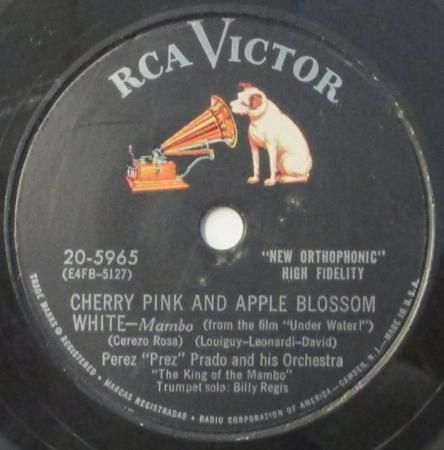 RCA VICTOR
20-5965
(E4FB-5127)
"NEW ORTHOPHONIC"
HIGH FIDELITY
CHERRY PINK AND APPLE BLOSSOM
WHITE—Mambo (from the film "Under Water!")
(Cerezo Rosa) (Louiguy-Leonardi-David)
Perez "Prez" Prado and his Orchestra
"The King of the Mambo"
Trumpet solo: Billy Regis
TRADE MARKS ® REGISTERED • MARCAS REGISTRADAS • RADIO CORPORATION OF AMERICA—CAMDEN, N. J.—MADE IN U.S.A.